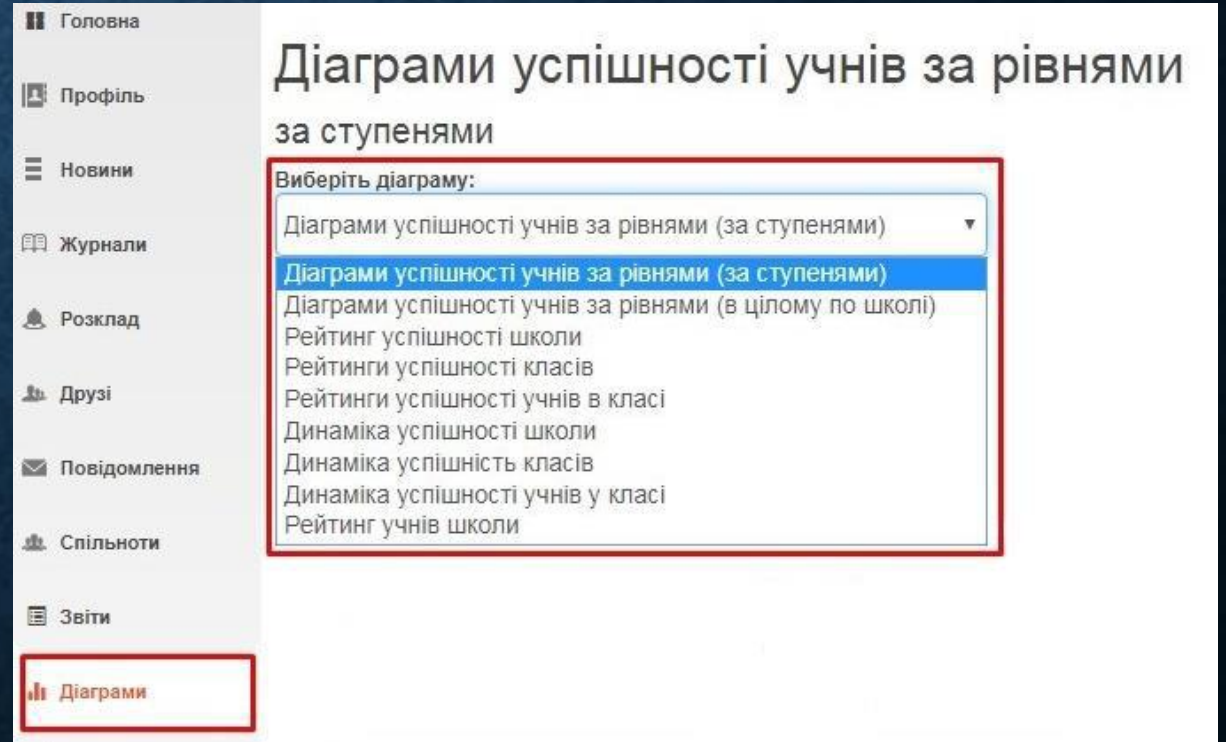 Головна
Профіль
Новини
Журнали
Розклад
Друзі
Повідомлення
Спільноти
Звіти
Діаграми
Діаграми успішності учнів за рівнями
за ступенями
Виберіть діаграму:
Діаграми успішності учнів за рівнями (за ступенями)
Діаграми успішності учнів за рівнями (за ступенями)
Діаграми успішності учнів за рівнями (в цілому по школі)
Рейтинг успішності школи
Рейтинги успішності класів
Рейтинги успішності учнів в класі
Динаміка успішності школи
Динаміка успішність класів
Динаміка успішності учнів у класі
Рейтинг учнів школи